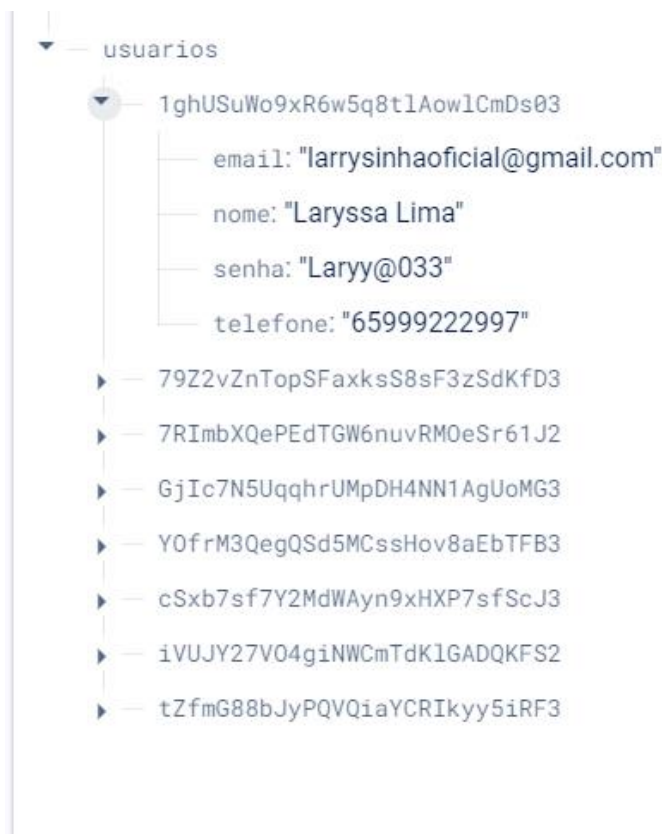 usuarios
1ghUSuWo9xR6w5q8tlAowlCmDs03
email: "larrysinhaoficial@gmail.com"
nome: "Laryssa Lima"
senha: "Laryy@033"
telefone: "65999222997"
79Z2vZnTopSFaxksS8sF3zSdKfD3
7RImbXQePEdTGW6nuvRMOeSr61J2
GjIc7N5UqqhrUMpDH4NN1AgUoMG3
YOfrM3QegQSd5MCssHov8aEbTFB3
cSxb7sf7Y2MdWAyn9xHXP7sfScJ3
iVUJY27VO4giNWCmTdKlGADQKFS2
tZfmG88bJyPQVQiaYCRIkyy5iRF3